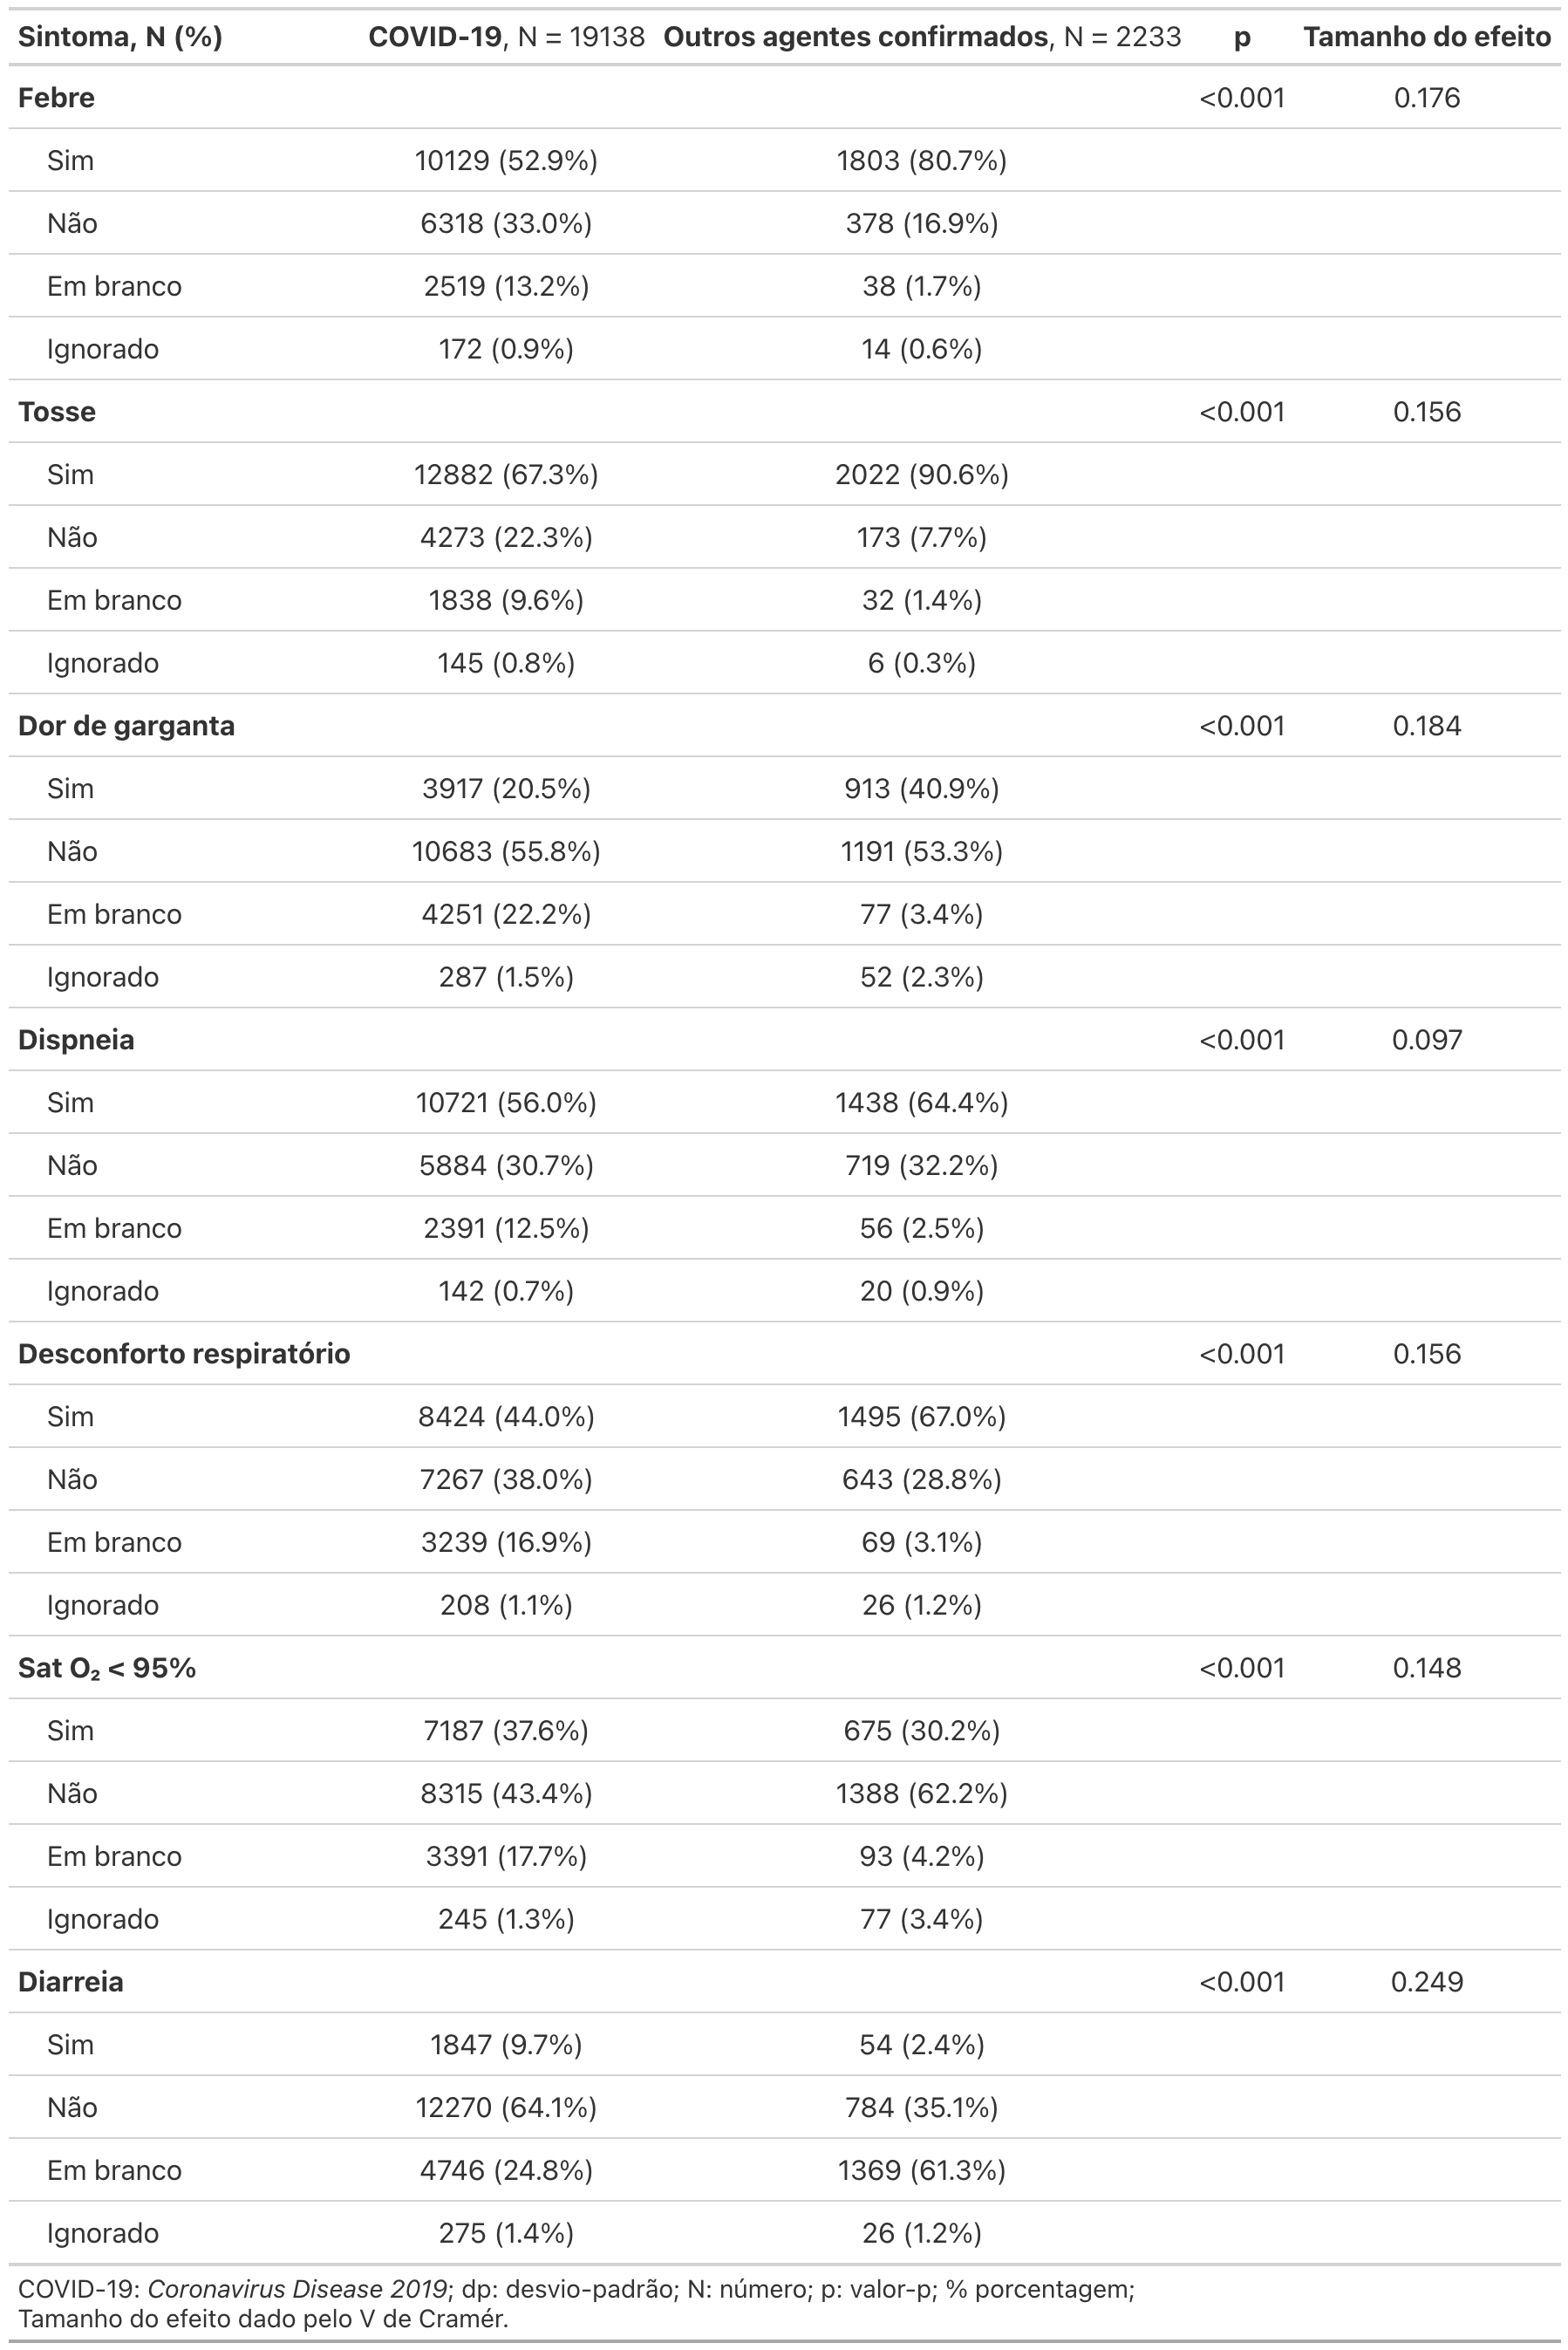 Sintoma, N (%) COVID-19, N = 19138 Outros agentes confirmados, N = 2233 p Tamanho do efeito
Febre <0.001 0.176
Sim 10129 (52.9%) 1803 (80.7%)
Não 6318 (33.0%) 378 (16.9%)
Em branco 2519 (13.2%) 38 (1.7%)
Ignorado 172 (0.9%) 14 (0.6%)
Tosse <0.001 0.156
Sim 12882 (67.3%) 2022 (90.6%)
Não 4273 (22.3%) 173 (7.7%)
Em branco 1838 (9.6%) 32 (1.4%)
Ignorado 145 (0.8%) 6 (0.3%)
Dor de garganta <0.001 0.184
Sim 3917 (20.5%) 913 (40.9%)
Não 10683 (55.8%) 1191 (53.3%)
Em branco 4251 (22.2%) 77 (3.4%)
Ignorado 287 (1.5%) 52 (2.3%)
Dispneia <0.001 0.097
Sim 10721 (56.0%) 1438 (64.4%)
Não 5884 (30.7%) 719 (32.2%)
Em branco 2391 (12.5%) 56 (2.5%)
Ignorado 142 (0.7%) 20 (0.9%)
Desconforto respiratório <0.001 0.156
Sim 8424 (44.0%) 1495 (67.0%)
Não 7267 (38.0%) 643 (28.8%)
Em branco 3239 (16.9%) 69 (3.1%)
Ignorado 208 (1.1%) 26 (1.2%)
Sat O₂ < 95% <0.001 0.148
Sim 7187 (37.6%) 675 (30.2%)
Não 8315 (43.4%) 1388 (62.2%)
Em branco 3391 (17.7%) 93 (4.2%)
Ignorado 245 (1.3%) 77 (3.4%)
Diarreia <0.001 0.249
Sim 1847 (9.7%) 54 (2.4%)
Não 12270 (64.1%) 784 (35.1%)
Em branco 4746 (24.8%) 1369 (61.3%)
Ignorado 275 (1.4%) 26 (1.2%)
COVID-19: Coronavirus Disease 2019; dp: desvio-padrão; N: número; p: valor-p; % porcentagem;
Tamanho do efeito dado pelo V de Cramér.